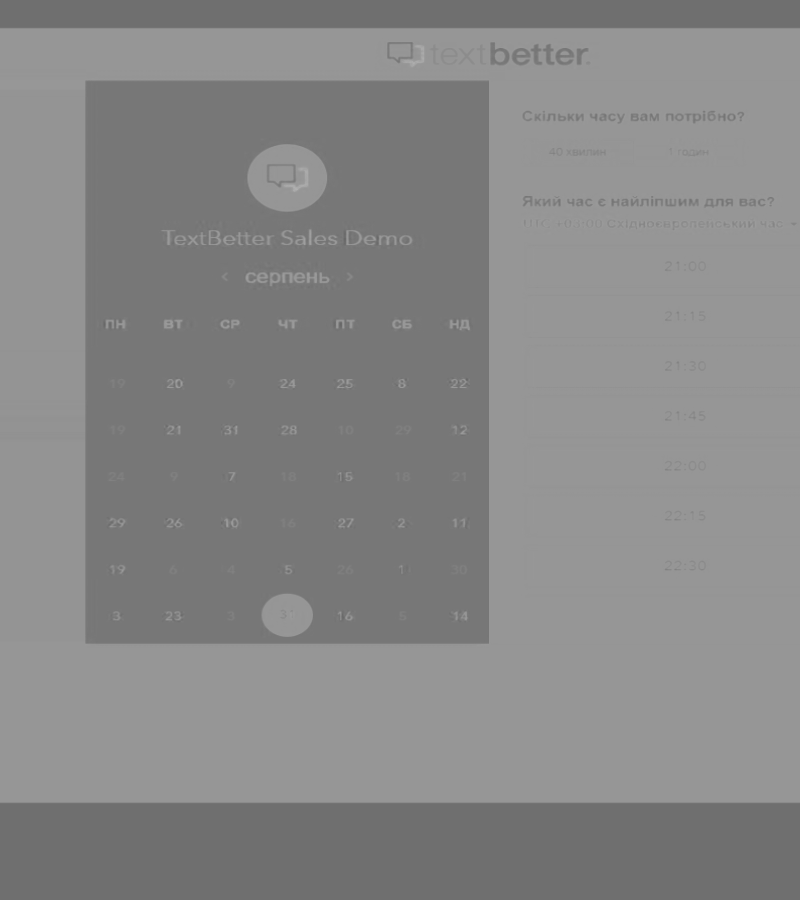 textbetter.
TextBetter Sales Demo
< серпень >
ПН ВТ СР ЧТ ПТ СБ НД
19 20 9 24 25 8 22
19 21 31 28 10 29 12
24 9 7 18 15 18 21
29 26 10 16 27 2 11
19 6 4 5 26 1 30
3 23 3 16 5 14
Скільки часу вам потрібно?
40 хвилин 1 годин
Який час є найліпшим для вас?
Східноєвропейський час
21:00
21:15
21:30
21:45
22:00
22:15
22:30